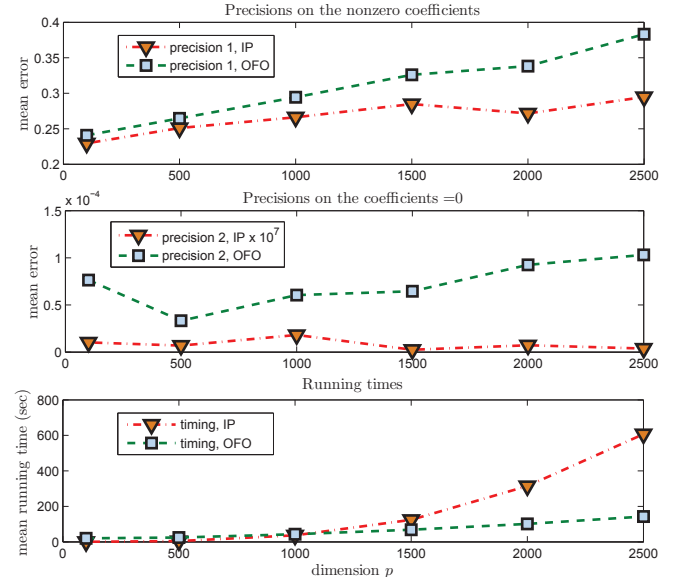 Precisions on the nonzero coefficients
mean error
0.4
0.35
0.3
0.25
0.2
precision 1, IP
precision 1, OFO
0 500 1000 1500 2000 2500
Precisions on the coefficients =0
x 10^-4
mean error
1.5
1
0.5
0
precision 2, IP x 10^7
precision 2, OFO
0 500 1000 1500 2000 2500
Running times
mean running time (sec)
800
600
400
200
0
timing, IP
timing, OFO
0 500 1000 1500 2000 2500
dimension p